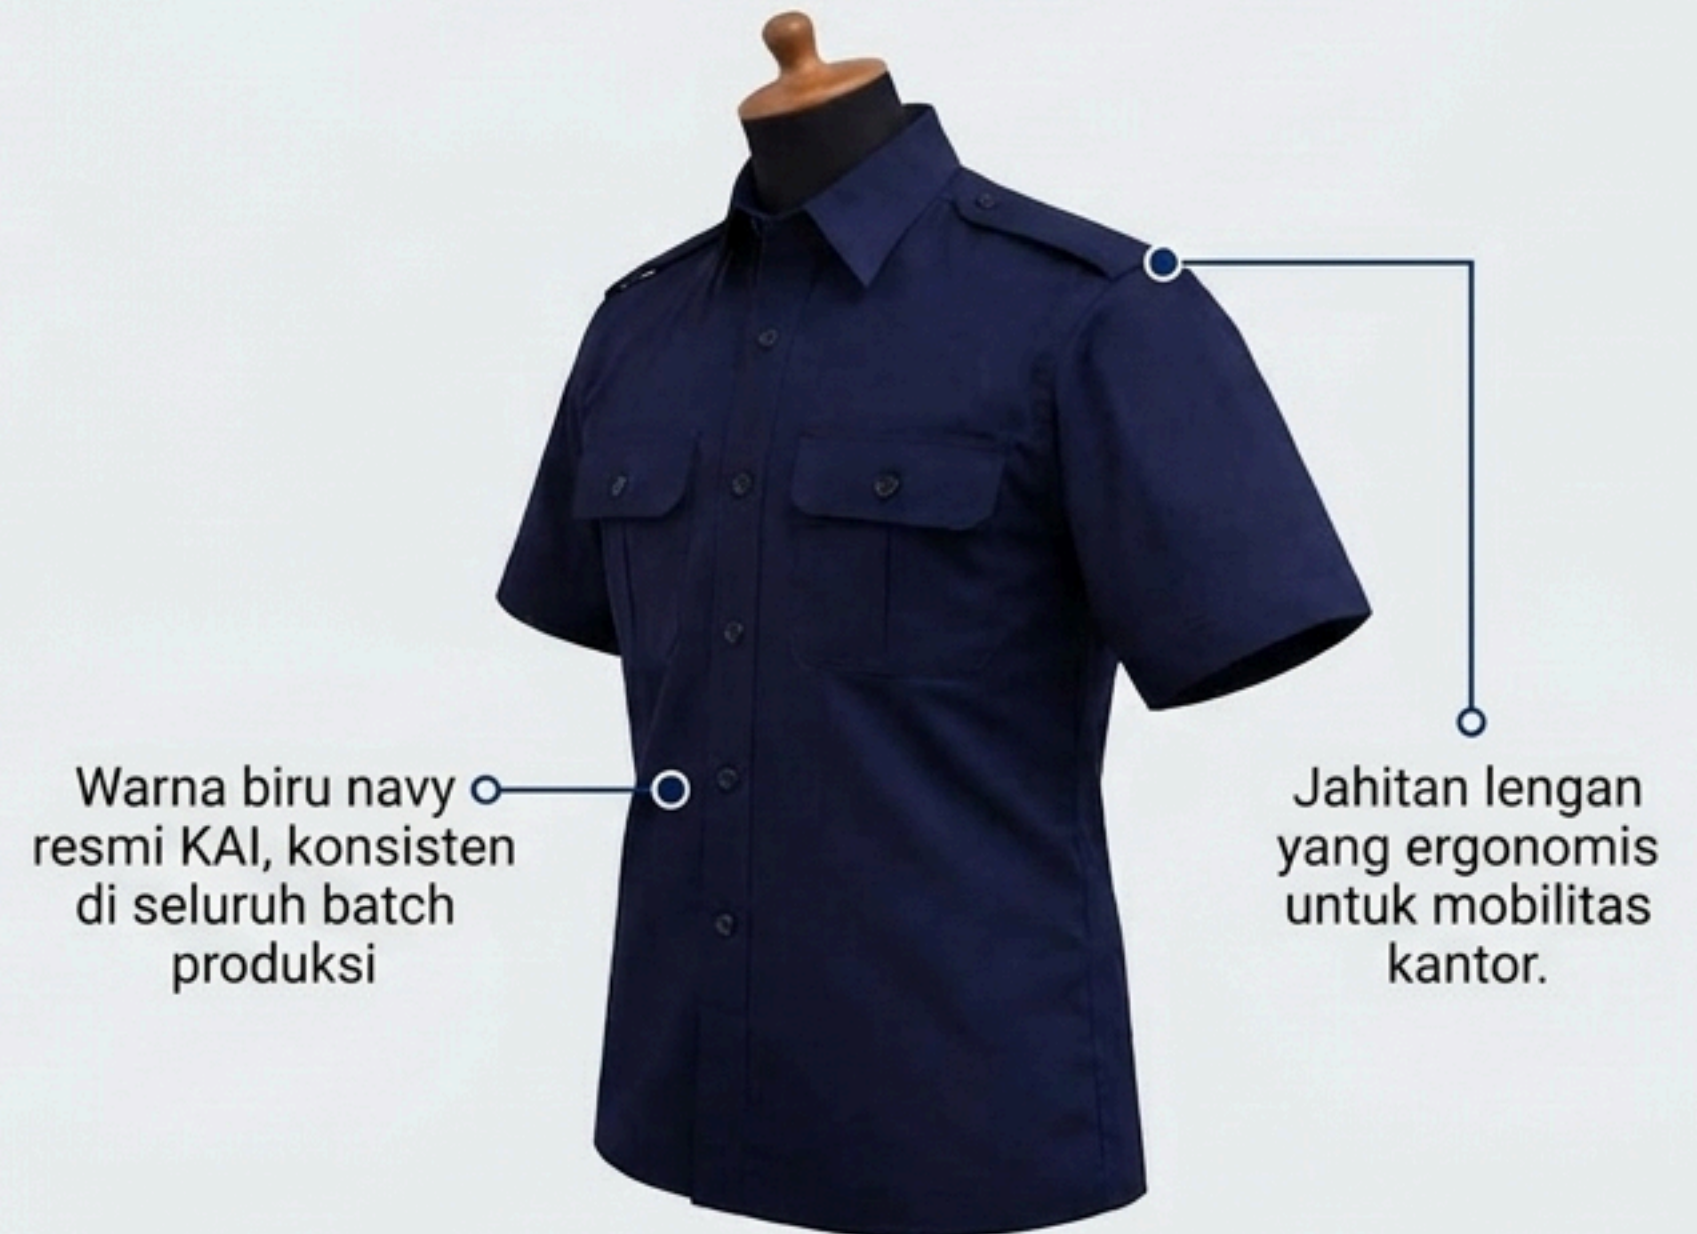 Warna biru navy
resmi KAI, konsisten
di seluruh batch
produksi
Jahitan lengan
yang ergonomis
untuk mobilitas
kantor.